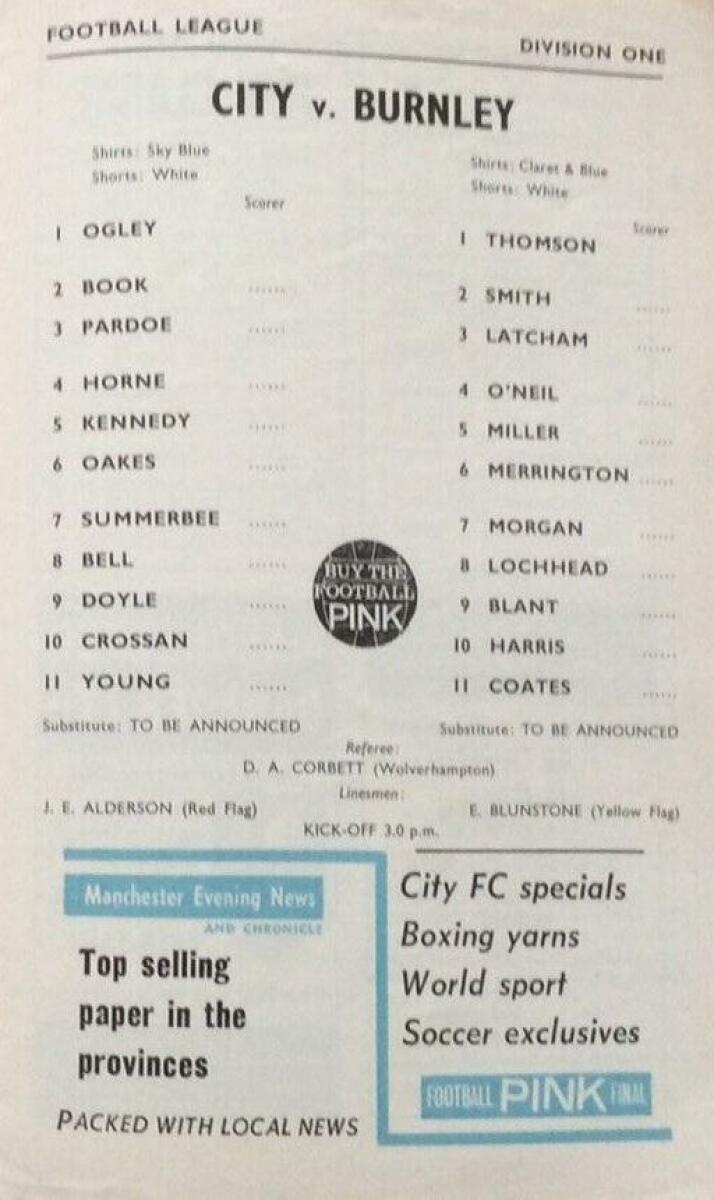 FOOTBALL LEAGUE
DIVISION ONE
CITY v. BURNLEY
Shirts: Sky Blue
Shorts: White
Scorer
1 OGLEY
2 BOOK ......
3 PARDOE ......
4 HORNE ......
5 KENNEDY ......
6 OAKES ......
7 SUMMERBEE ......
8 BELL ......
9 DOYLE ......
10 CROSSAN ......
11 YOUNG ......
Substitute: TO BE ANNOUNCED
Shirts: Claret & Blue
Shorts: White
Scorer
1 THOMSON
2 SMITH ......
3 LATCHAM ......
4 O'NEIL ......
5 MILLER ......
6 MERRINGTON ......
7 MORGAN ......
8 LOCHHEAD ......
9 BLANT ......
10 HARRIS ......
11 COATES ......
Substitute: TO BE ANNOUNCED
BUY THE
FOOTBALL
PINK
Referee:
D. A. CORBETT (Wolverhampton)
Linesmen:
J. E. ALDERSON (Red Flag)
E. BLUNSTONE (Yellow Flag)
KICK-OFF 3.0 p.m.
Manchester Evening News
AND CHRONICLE
Top selling
paper in the
provinces
PACKED WITH LOCAL NEWS
City FC specials
Boxing yarns
World sport
Soccer exclusives
FOOTBALL PINK FINAL